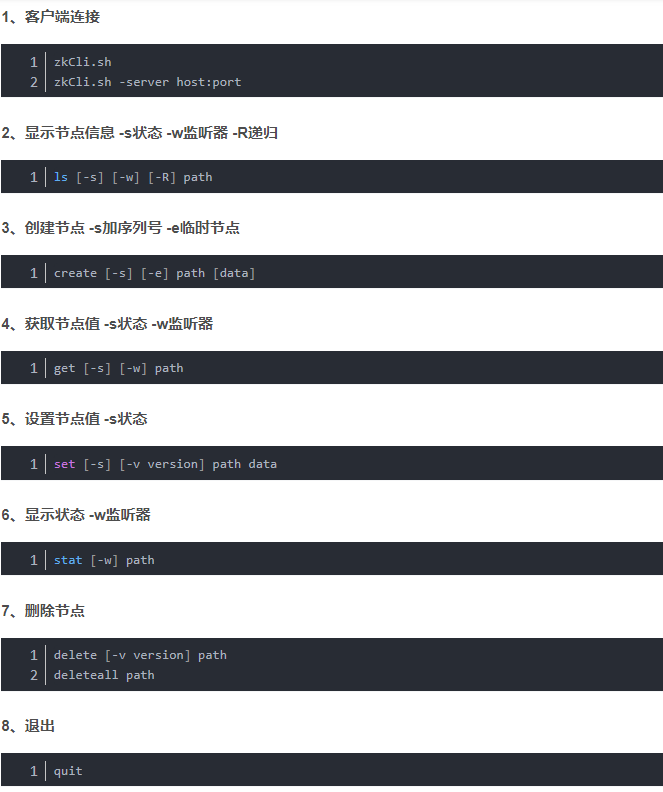 1、客户端连接
1 zkCli.sh
2 zkCli.sh -server host:port
2、显示节点信息 -s状态 -w监听器 -R递归
1 ls [-s] [-w] [-R] path
3、创建节点 -s加序列号 -e临时节点
1 create [-s] [-e] path [data]
4、获取节点值 -s状态 -w监听器
1 get [-s] [-w] path
5、设置节点值 -s状态
1 set [-s] [-v version] path data
6、显示状态 -w监听器
1 stat [-w] path
7、删除节点
1 delete [-v version] path
2 deleteall path
8、退出
1 quit